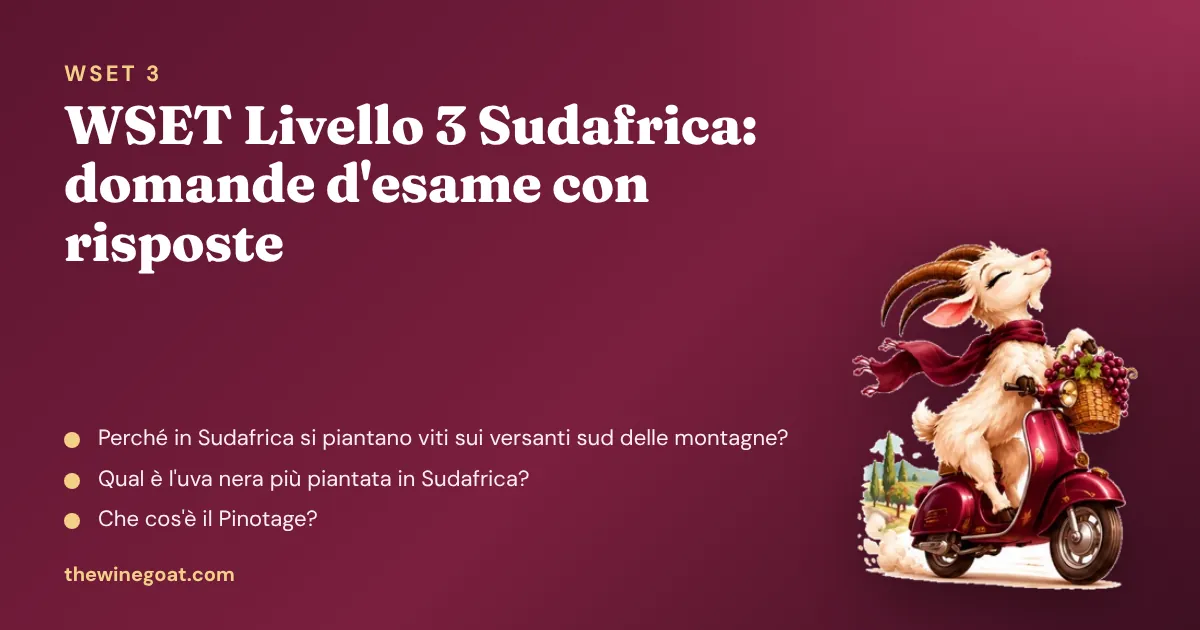 WSET 3
WSET Livello 3 Sudafrica:
domande d'esame con
risposte
Perché in Sudafrica si piantano viti sui versanti sud delle montagne?
Qual è l'uva nera più piantata in Sudafrica?
Che cos'è il Pinotage?
thewinegoat.com